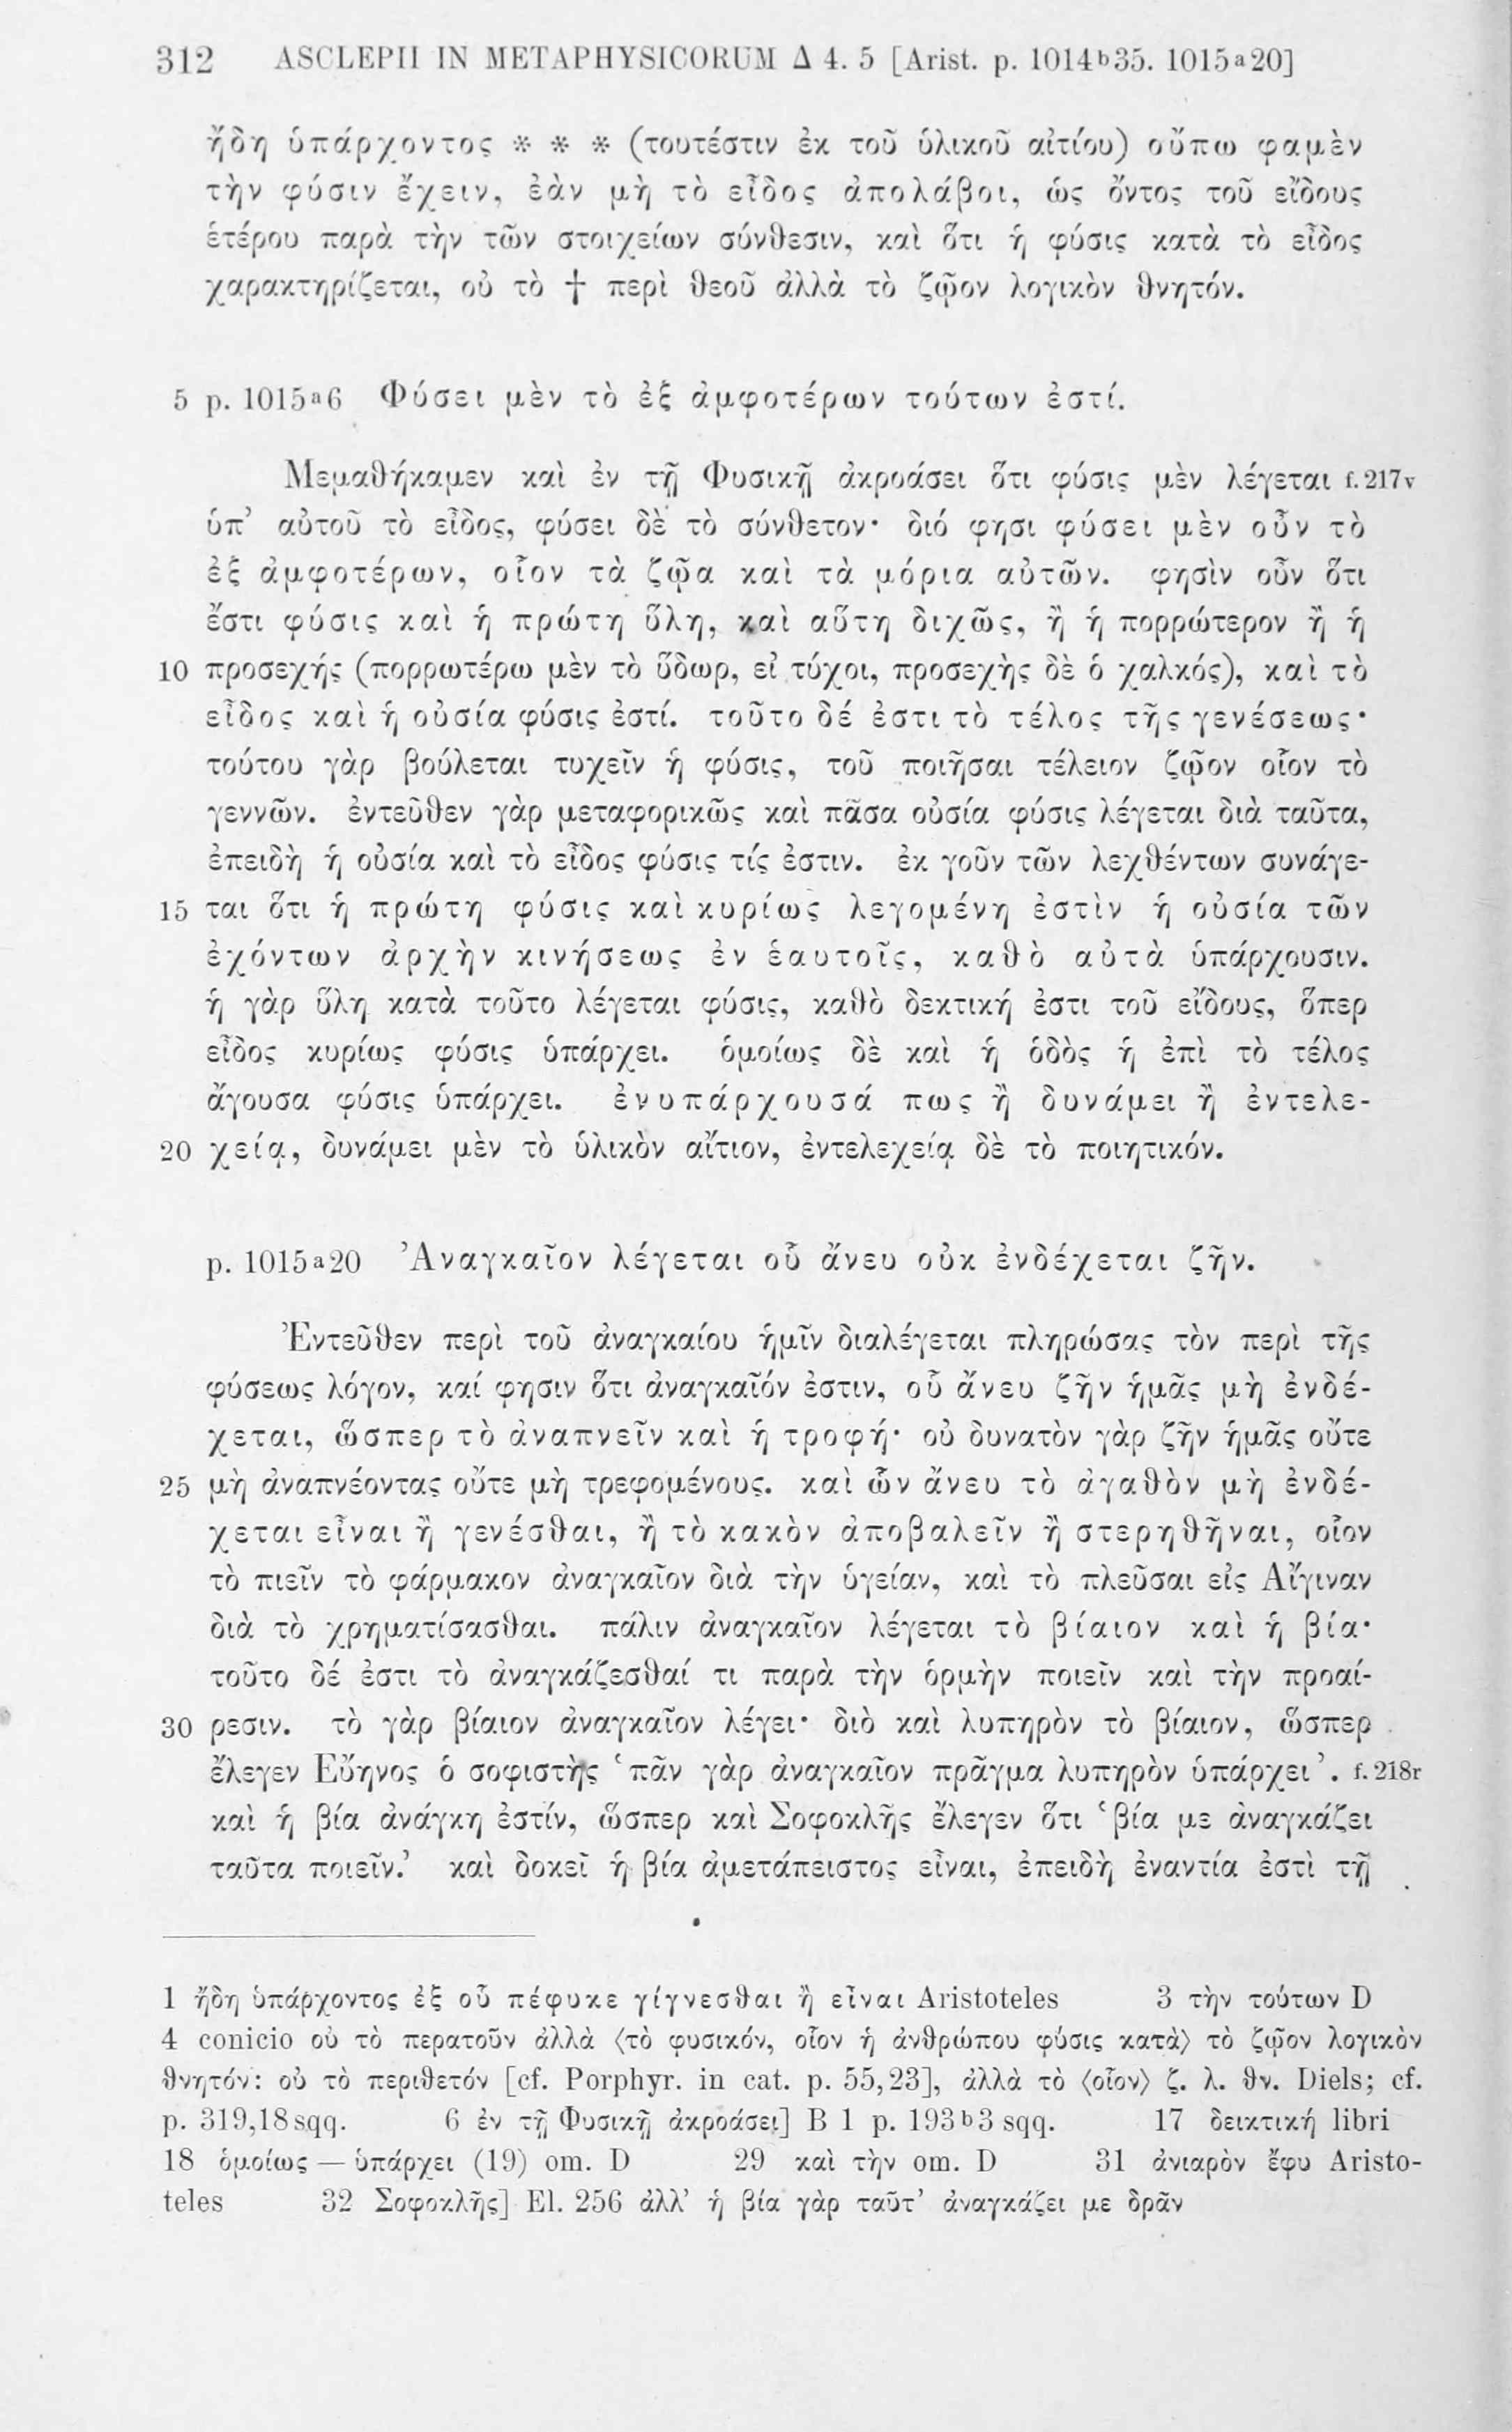 312 ASCLEPII IN METAPHYSICORUM Δ 4. 5 [Arist. p. 1014ᵇ35. 1015ᵃ20]
ἤδη ὑπάρχοντος * * * (τουτέστιν ἐκ τοῦ ὑλικοῦ αἰτίου) οὔπω φαμὲν
τὴν φύσιν ἔχειν, ἐὰν μὴ τὸ εἶδος ἀπολάβοι, ὡς ὄντος τοῦ εἴδους
ἑτέρου παρὰ τὴν τῶν στοιχείων σύνθεσιν, καὶ ὅτι ἡ φύσις κατὰ τὸ εἶδος
χαρακτηρίζεται, οὐ τὸ † περὶ θεοῦ ἀλλὰ τὸ ζῷον λογικὸν θνητόν.
5 p. 1015ᵃ6 Φύσει μὲν τὸ ἐξ ἀμφοτέρων τούτων ἐστί.
Μεμαθήκαμεν καὶ ἐν τῇ Φυσικῇ ἀκροάσει ὅτι φύσις μὲν λέγεται f. 217v
ὑπ’ αὐτοῦ τὸ εἶδος, φύσει δὲ τὸ σύνθετον· διό φησι φύσει μὲν οὖν τὸ
ἐξ ἀμφοτέρων, οἷον τὰ ζῷα καὶ τὰ μόρια αὐτῶν. φησὶν οὖν ὅτι
ἔστι φύσις καὶ ἡ πρώτη ὕλη, καὶ αὕτη διχῶς, ἢ ἡ πορρώτερον ἢ ἡ
10 προσεχής (πορρωτέρω μὲν τὸ ὕδωρ, εἰ τύχοι, προσεχὴς δὲ ὁ χαλκός), καὶ τὸ
εἶδος καὶ ἡ οὐσία φύσις ἐστί. τοῦτο δέ ἐστι τὸ τέλος τῆς γενέσεως·
τούτου γὰρ βούλεται τυχεῖν ἡ φύσις, τοῦ ποιῆσαι τέλειον ζῷον οἷον τὸ
γεννῶν. ἐντεῦθεν γὰρ μεταφορικῶς καὶ πᾶσα οὐσία φύσις λέγεται διὰ ταῦτα,
ἐπειδὴ ἡ οὐσία καὶ τὸ εἶδος φύσις τίς ἐστιν. ἐκ γοῦν τῶν λεχθέντων συνάγε-
15 ται ὅτι ἡ πρώτη φύσις καὶ κυρίως λεγομένη ἐστὶν ἡ οὐσία τῶν
ἐχόντων ἀρχὴν κινήσεως ἐν ἑαυτοῖς, καθὸ αὐτὰ ὑπάρχουσιν.
ἡ γὰρ ὕλη κατὰ τοῦτο λέγεται φύσις, καθὸ δεκτική ἐστι τοῦ εἴδους, ὅπερ
εἶδος κυρίως φύσις ὑπάρχει. ὁμοίως δὲ καὶ ἡ ὁδὸς ἡ ἐπὶ τὸ τέλος
ἄγουσα φύσις ὑπάρχει. ἐνυπάρχουσά πως ἢ δυνάμει ἢ ἐντελε-
20 χείᾳ, δυνάμει μὲν τὸ ὑλικὸν αἴτιον, ἐντελεχείᾳ δὲ τὸ ποιητικόν.
p. 1015ᵃ20 Ἀναγκαῖον λέγεται οὗ ἄνευ οὐκ ἐνδέχεται ζῆν.
Ἐντεῦθεν περὶ τοῦ ἀναγκαίου ἡμῖν διαλέγεται πληρώσας τὸν περὶ τῆς
φύσεως λόγον, καί φησιν ὅτι ἀναγκαῖόν ἐστιν, οὗ ἄνευ ζῆν ἡμᾶς μὴ ἐνδέ-
χεται, ὥσπερ τὸ ἀναπνεῖν καὶ ἡ τροφή· οὐ δυνατὸν γὰρ ζῆν ἡμᾶς οὔτε
25 μὴ ἀναπνέοντας οὔτε μὴ τρεφομένους. καὶ ὧν ἄνευ τὸ ἀγαθὸν μὴ ἐνδέ-
χεται εἶναι ἢ γενέσθαι, ἢ τὸ κακὸν ἀποβαλεῖν ἢ στερηθῆναι, οἷον
τὸ πιεῖν τὸ φάρμακον ἀναγκαῖον διὰ τὴν ὑγείαν, καὶ τὸ πλεῦσαι εἰς Αἴγιναν
διὰ τὸ χρηματίσασθαι. πάλιν ἀναγκαῖον λέγεται τὸ βίαιον καὶ ἡ βία·
τοῦτο δέ ἐστι τὸ ἀναγκάζεσθαί τι παρὰ τὴν ὁρμὴν ποιεῖν καὶ τὴν προαί-
30 ρεσιν. τὸ γὰρ βίαιον ἀναγκαῖον λέγει· διὸ καὶ λυπηρὸν τὸ βίαιον, ὥσπερ
ἔλεγεν Εὔηνος ὁ σοφιστὴς ‘πᾶν γὰρ ἀναγκαῖον πρᾶγμα λυπηρὸν ὑπάρχει’. f. 218r
καὶ ἡ βία ἀνάγκη ἐστίν, ὥσπερ καὶ Σοφοκλῆς ἔλεγεν ὅτι ‘βία με ἀναγκάζει
ταῦτα ποιεῖν.’ καὶ δοκεῖ ἡ βία ἀμετάπειστος εἶναι, ἐπειδὴ ἐναντία ἐστὶ τῇ
1 ἤδη ὑπάρχοντος ἐξ οὗ πέφυκε γίγνεσθαι ἢ εἶναι Aristoteles 3 τὴν τούτων D
4 conicio οὐ τὸ περατοῦν ἀλλὰ ⟨τὸ φυσικόν, οἷον ἡ ἀνθρώπου φύσις κατὰ⟩ τὸ ζῷον λογικὸν
θνητόν: οὐ τὸ περιθετόν [cf. Porphyr. in cat. p. 55,23], ἀλλὰ τὸ ⟨οἷον⟩ ζ. λ. θν. Diels; cf.
p. 319,18 sqq. 6 ἐν τῇ Φυσικῇ ἀκροάσει] B 1 p. 193ᵇ3 sqq. 17 δεικτική libri
18 ὁμοίως — ὑπάρχει (19) om. D 29 καὶ τὴν om. D 31 ἀνιαρὸν ἔφυ Aristo-
teles 32 Σοφοκλῆς] El. 256 ἀλλ’ ἡ βία γὰρ ταῦτ’ ἀναγκάζει με δρᾶν